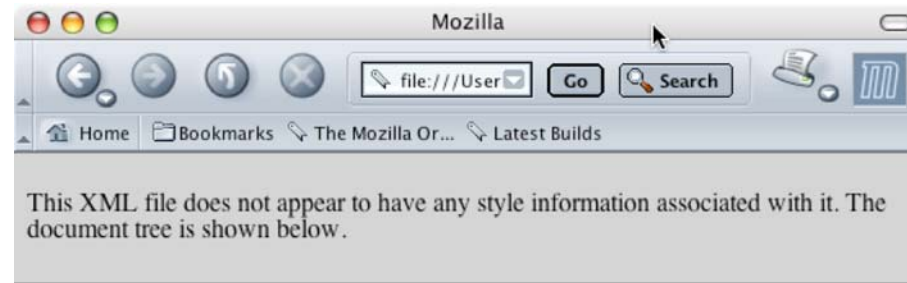 Mozilla
file:///User Go Search
Home Bookmarks The Mozilla Or... Latest Builds
This XML file does not appear to have any style information associated with it. The
document tree is shown below.